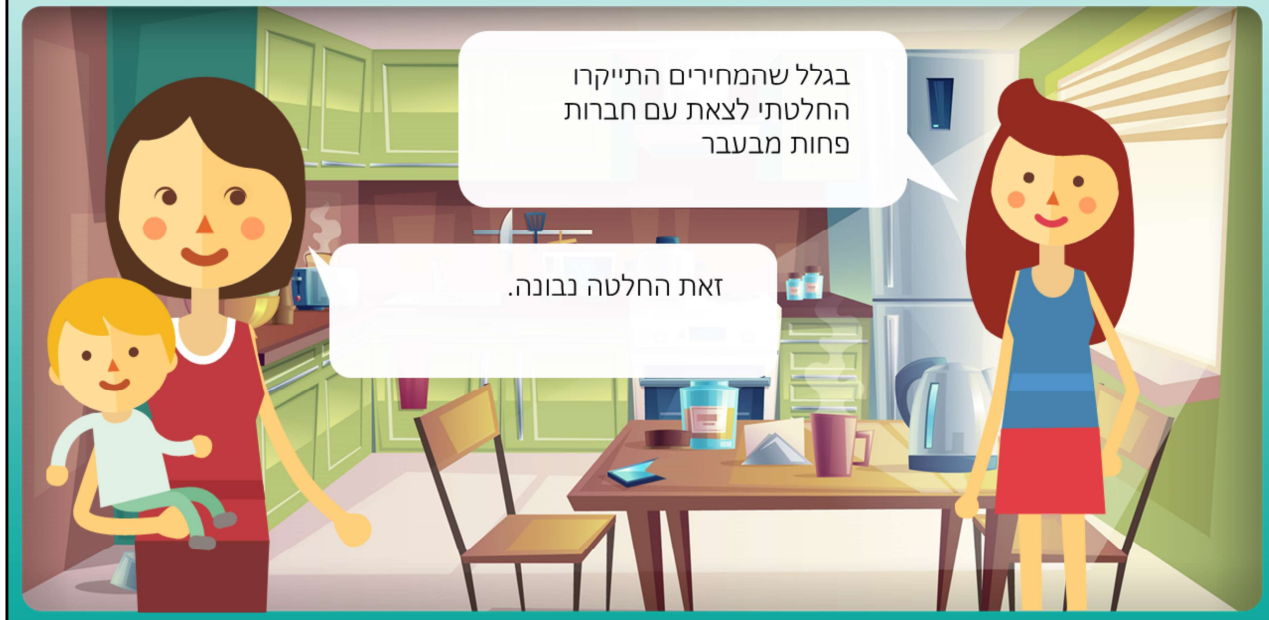 בגלל שהמחירים התייקרו
החלטתי לצאת עם חברות
פחות מבעבר
זאת החלטה נבונה.